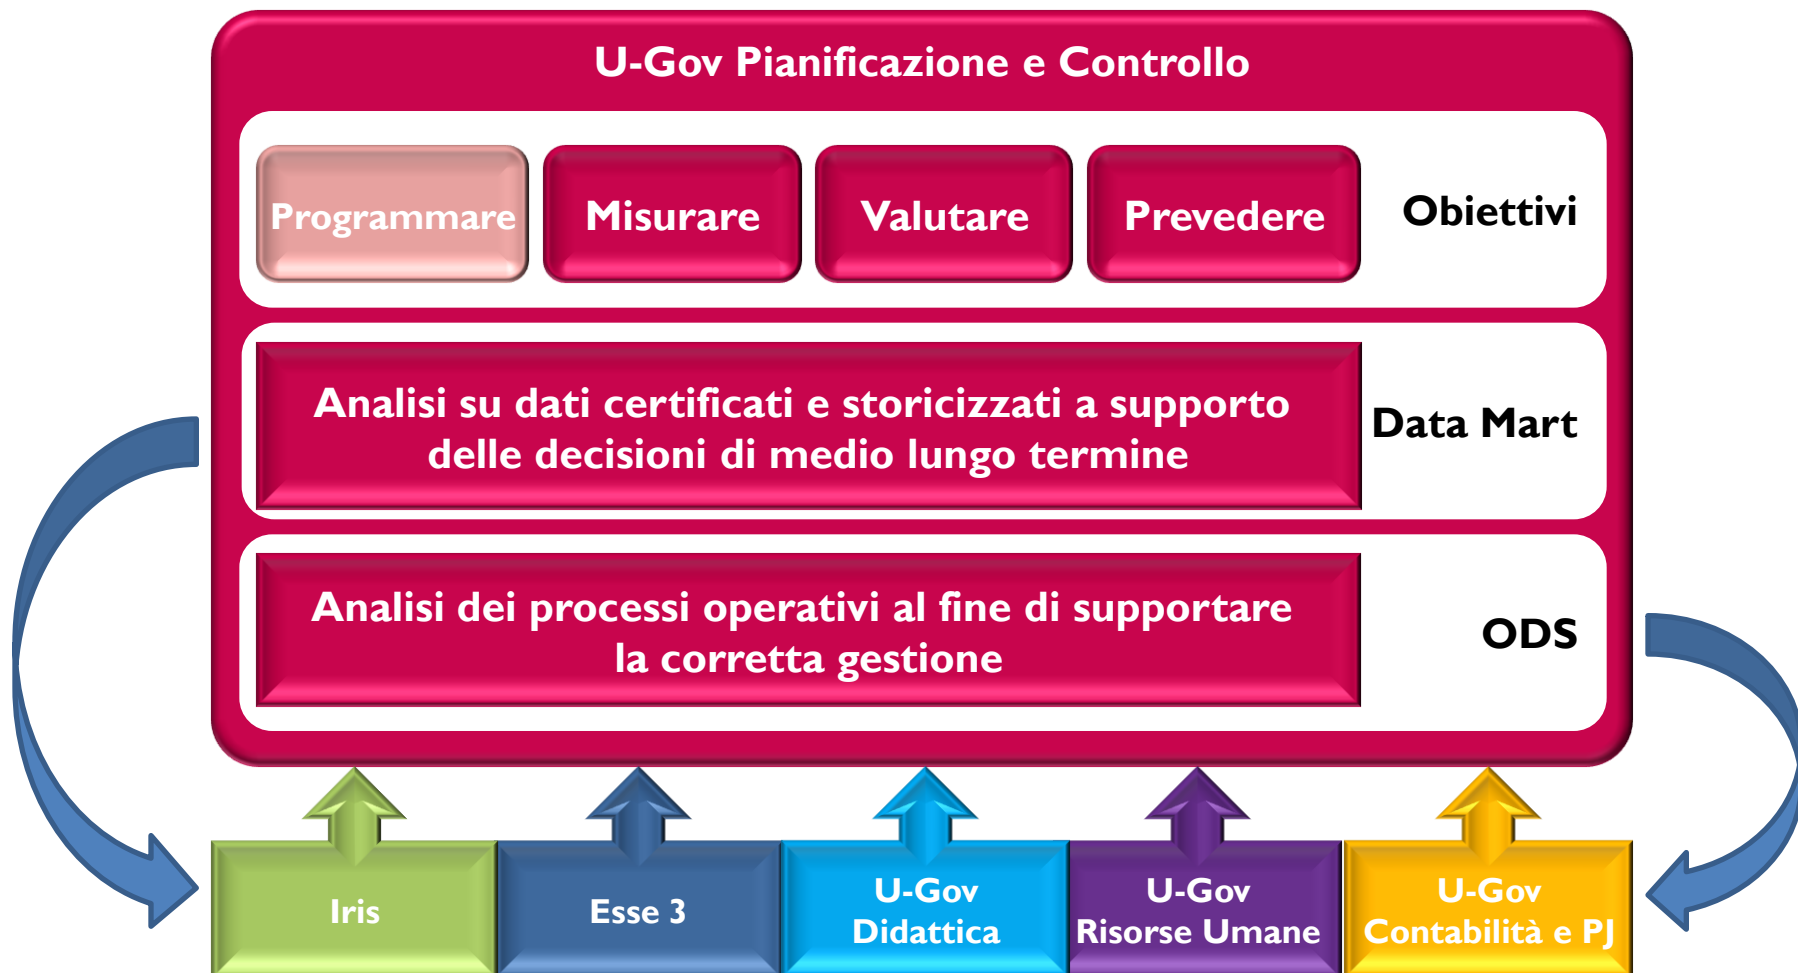 U-Gov Pianificazione e Controllo
Programmare
Misurare
Valutare
Prevedere
Obiettivi
Analisi su dati certificati e storicizzati a supporto
delle decisioni di medio lungo termine
Data Mart
Analisi dei processi operativi al fine di supportare
la corretta gestione
ODS
Iris
Esse 3
U-Gov
Didattica
U-Gov
Risorse Umane
U-Gov
Contabilità e PJ